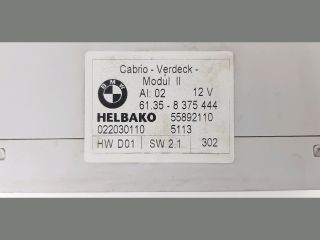 Cabrio - Verdeck -
Modul II
BMW
AI: 02 12 V
61.35 - 8 375 444
HELBAKO 55892110
022030110 5113
HW D01 SW 2.1 302